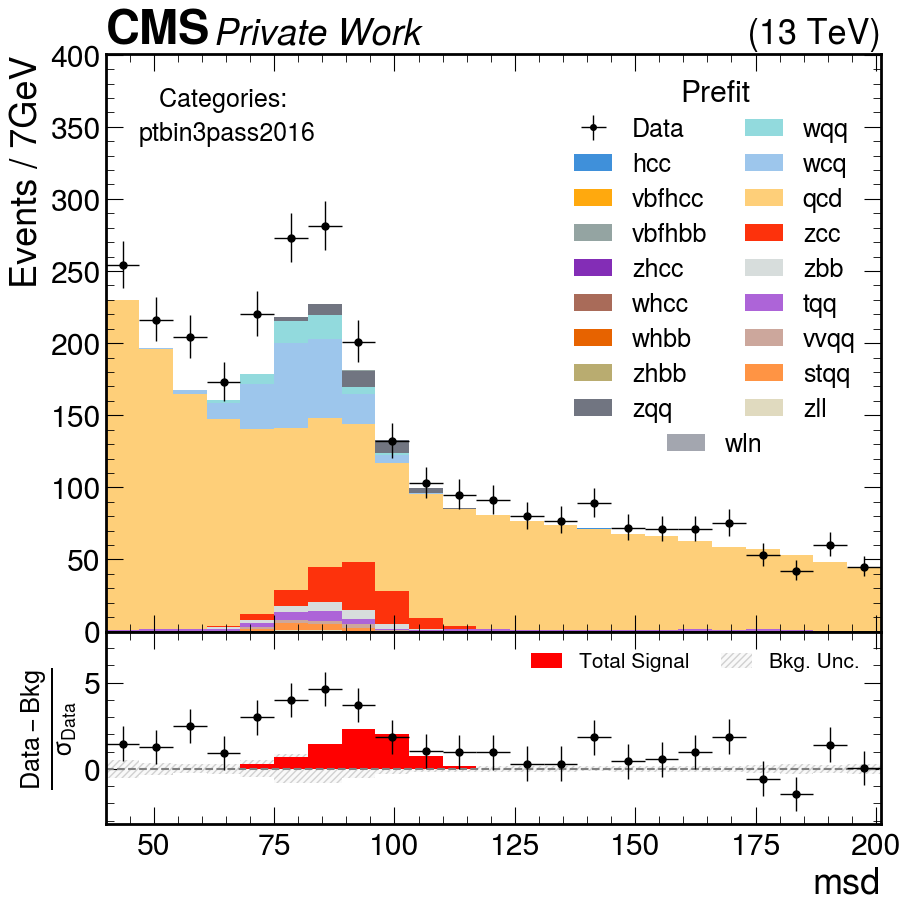 CMS Private Work (13 TeV)
Events / 7GeV
400
350
300
250
200
150
100
50
0
Categories:
ptbin3pass2016
Prefit
Data
hcc
vbfhcc
vbfhbb
zhcc
whcc
whbb
zhbb
zqq
wqq
wcq
qcd
zcc
zbb
tqq
vvqq
stqq
zll
wln
Data – Bkg
σData
5
0
Total Signal
Bkg. Unc.
50 75 100 125 150 175 200
msd